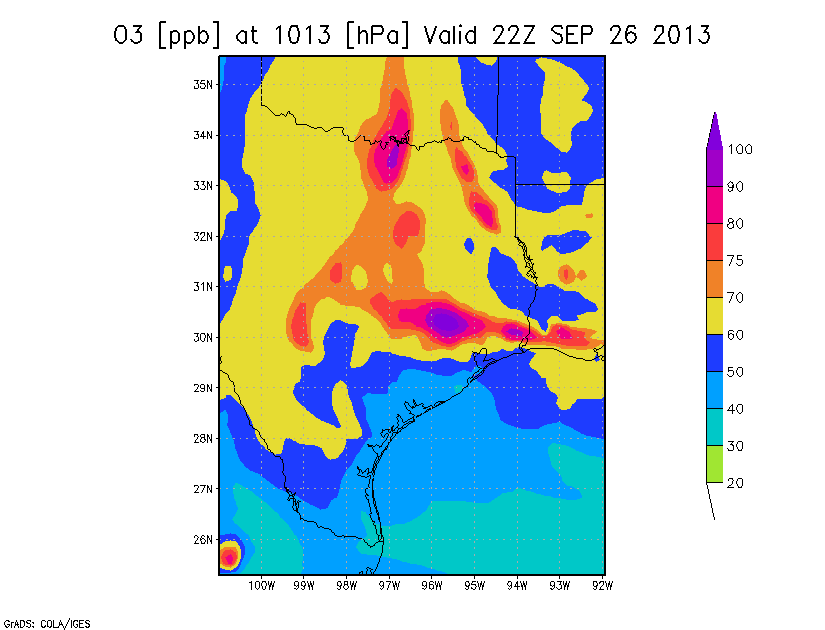 O3 [ppb] at 1013 [hPa] Valid 22Z SEP 26 2013
35N
34N
33N
32N
31N
30N
29N
28N
27N
26N
100W 99W 98W 97W 96W 95W 94W 93W 92W
100
90
80
75
70
60
50
40
30
20
GrADS: COLA/IGES